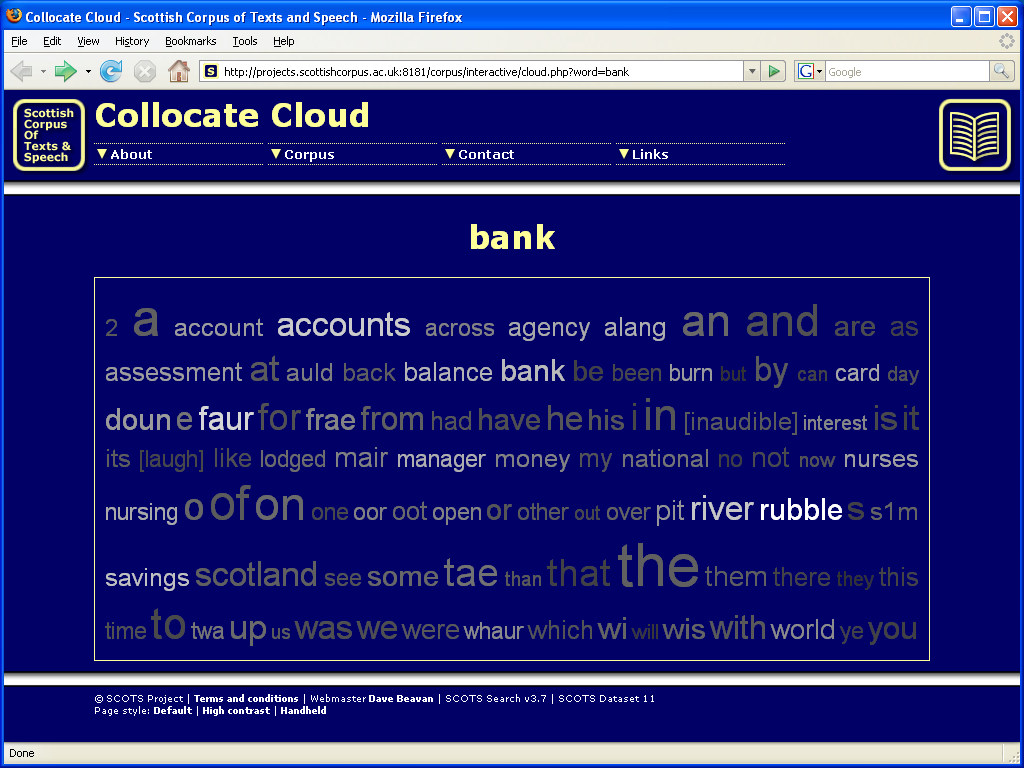 Collocate Cloud - Scottish Corpus of Texts and Speech - Mozilla Firefox
File Edit View History Bookmarks Tools Help
S http://projects.scottishcorpus.ac.uk:8181/corpus/interactive/cloud.php?word=bank G Google
Scottish
Corpus
Of
Texts &
Speech
Collocate Cloud
▼About ▼Corpus ▼Contact ▼Links
bank
2 a account accounts across agency alang an and are as
assessment at auld back balance bank be been burn but by can card day
doun e faur for frae from had have he his i in [inaudible] interest is it
its [laugh] like lodged mair manager money my national no not now nurses
nursing o of on one oor oot open or other out over pit river rubble s s1m
savings scotland see some tae than that the them there they this
time to twa up us was we were whaur which wi will wis with world ye you
© SCOTS Project | Terms and conditions | Webmaster Dave Beavan | SCOTS Search v3.7 | SCOTS Dataset 11
Page style: Default | High contrast | Handheld
Done